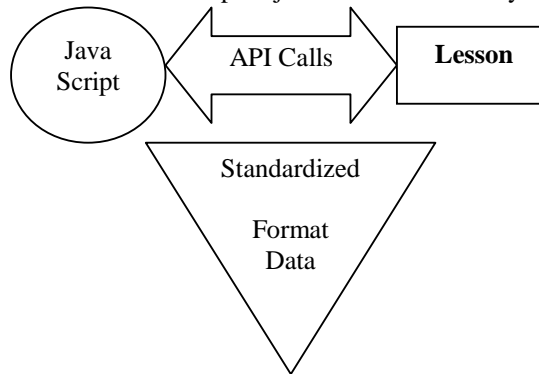 Java
Script
API Calls
Lesson
Standardized
Format
Data